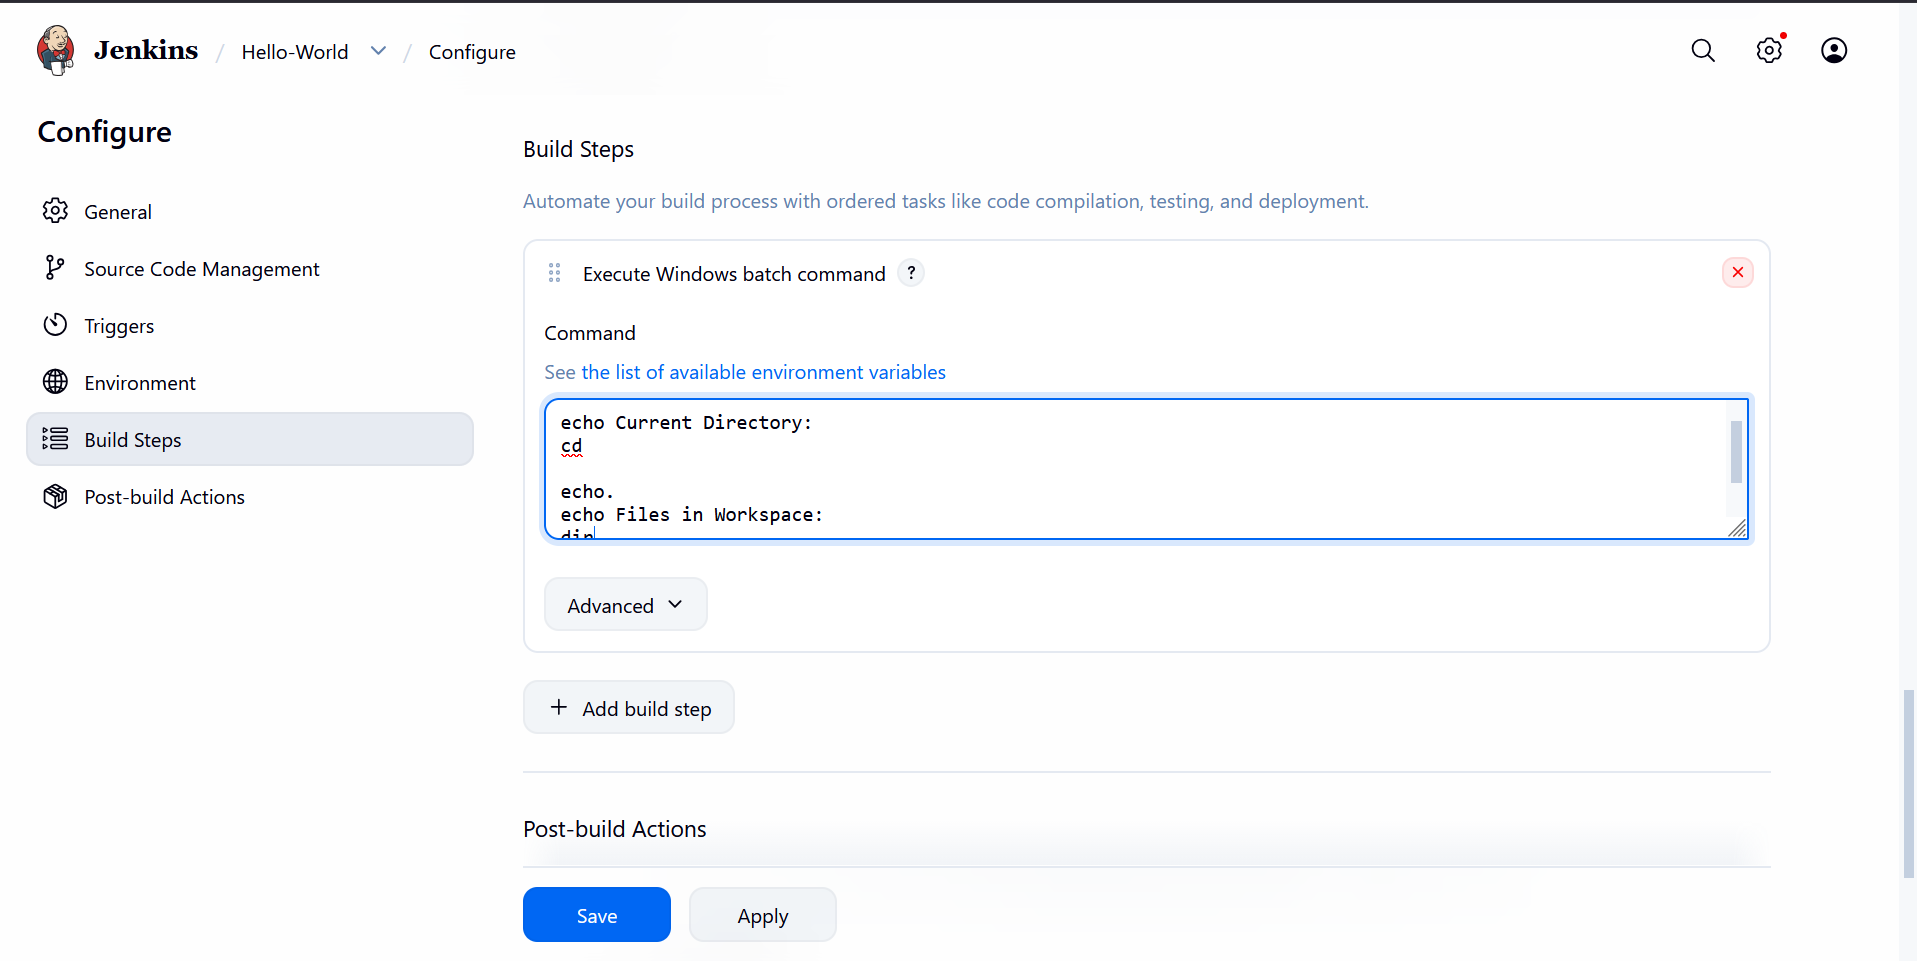 Jenkins / Hello-World / Configure
Configure
General
Source Code Management
Triggers
Environment
Build Steps
Post-build Actions
Build Steps
Automate your build process with ordered tasks like code compilation, testing, and deployment.
Execute Windows batch command ?
Command
See the list of available environment variables
echo Current Directory:
cd
echo.
echo Files in Workspace:
dir
Advanced
+ Add build step
Post-build Actions
Save
Apply